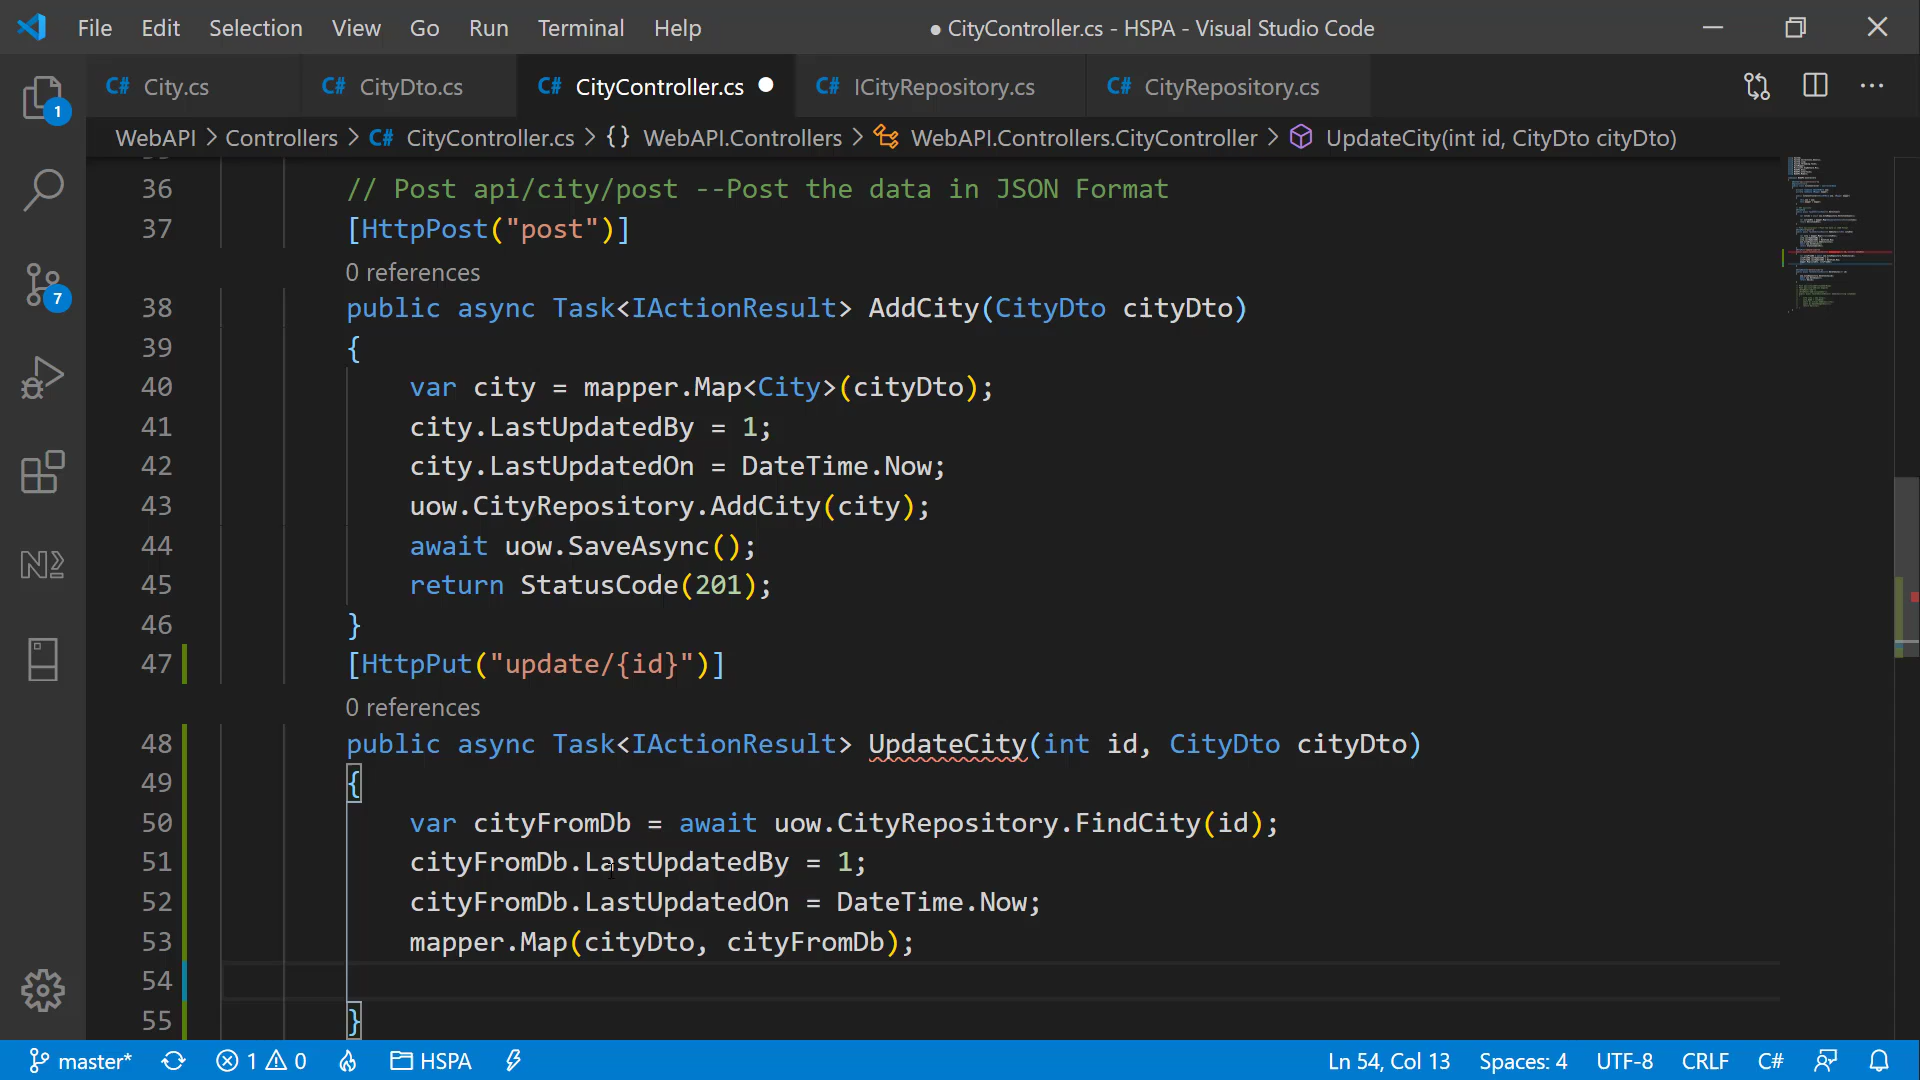 File Edit Selection View Go Run Terminal Help ● CityController.cs - HSPA - Visual Studio Code
C# City.cs C# CityDto.cs C# CityController.cs C# ICityRepository.cs C# CityRepository.cs
WebAPI > Controllers > C# CityController.cs > {} WebAPI.Controllers > WebAPI.Controllers.CityController > UpdateCity(int id, CityDto cityDto)
36 // Post api/city/post --Post the data in JSON Format
37 [HttpPost("post")]
0 references
38 public async Task<IActionResult> AddCity(CityDto cityDto)
39 {
40 var city = mapper.Map<City>(cityDto);
41 city.LastUpdatedBy = 1;
42 city.LastUpdatedOn = DateTime.Now;
43 uow.CityRepository.AddCity(city);
44 await uow.SaveAsync();
45 return StatusCode(201);
46 }
47 [HttpPut("update/{id}")]
0 references
48 public async Task<IActionResult> UpdateCity(int id, CityDto cityDto)
49 {
50 var cityFromDb = await uow.CityRepository.FindCity(id);
51 cityFromDb.LastUpdatedBy = 1;
52 cityFromDb.LastUpdatedOn = DateTime.Now;
53 mapper.Map(cityDto, cityFromDb);
54
55 }
1
7
master* 1 0 HSPA Ln 54, Col 13 Spaces: 4 UTF-8 CRLF C#